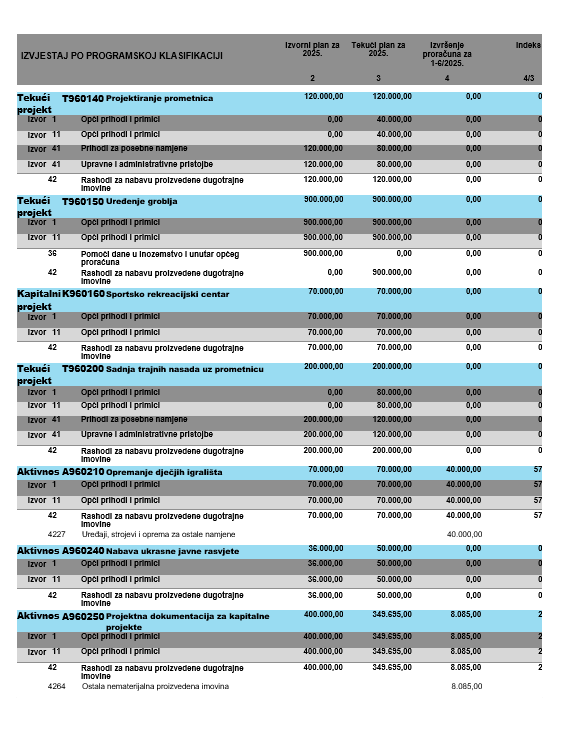 IZVJESTAJ PO PROGRAMSKOJ KLASIFIKACIJI Izvorni plan za 2025. Tekući plan za 2025. Izvršenje proračuna za 1-6/2025. Indeks
2 3 4 4/3
Tekući projekt T960140 Projektiranje prometnica 120.000,00 120.000,00 0,00 0
Izvor 1 Opći prihodi i primici 0,00 40.000,00 0,00 0
Izvor 11 Opći prihodi i primici 0,00 40.000,00 0,00 0
Izvor 41 Prihodi za posebne namjene 120.000,00 80.000,00 0,00 0
Izvor 41 Upravne i administrativne pristojbe 120.000,00 80.000,00 0,00 0
42 Rashodi za nabavu proizvedene dugotrajne imovine 120.000,00 120.000,00 0,00 0
Tekući projekt T960150 Uređenje groblja 900.000,00 900.000,00 0,00 0
Izvor 1 Opći prihodi i primici 900.000,00 900.000,00 0,00 0
Izvor 11 Opći prihodi i primici 900.000,00 900.000,00 0,00 0
36 Pomoći dane u inozemstvo i unutar općeg proračuna 900.000,00 0,00 0,00 0
42 Rashodi za nabavu proizvedene dugotrajne imovine 0,00 900.000,00 0,00 0
Kapitalni projekt K960160 Sportsko rekreacijski centar 70.000,00 70.000,00 0,00 0
Izvor 1 Opći prihodi i primici 70.000,00 70.000,00 0,00 0
Izvor 11 Opći prihodi i primici 70.000,00 70.000,00 0,00 0
42 Rashodi za nabavu proizvedene dugotrajne imovine 70.000,00 70.000,00 0,00 0
Tekući projekt T960200 Sadnja trajnih nasada uz prometnicu 200.000,00 200.000,00 0,00 0
Izvor 1 Opći prihodi i primici 0,00 80.000,00 0,00 0
Izvor 11 Opći prihodi i primici 0,00 80.000,00 0,00 0
Izvor 41 Prihodi za posebne namjene 200.000,00 120.000,00 0,00 0
Izvor 41 Upravne i administrativne pristojbe 200.000,00 120.000,00 0,00 0
42 Rashodi za nabavu proizvedene dugotrajne imovine 200.000,00 200.000,00 0,00 0
Aktivnos A960210 Opremanje dječjih igrališta 70.000,00 70.000,00 40.000,00 57
Izvor 1 Opći prihodi i primici 70.000,00 70.000,00 40.000,00 57
Izvor 11 Opći prihodi i primici 70.000,00 70.000,00 40.000,00 57
42 Rashodi za nabavu proizvedene dugotrajne imovine 70.000,00 70.000,00 40.000,00 57
4227 Uređaji, strojevi i oprema za ostale namjene 40.000,00
Aktivnos A960240 Nabava ukrasne javne rasvjete 36.000,00 50.000,00 0,00 0
Izvor 1 Opći prihodi i primici 36.000,00 50.000,00 0,00 0
Izvor 11 Opći prihodi i primici 36.000,00 50.000,00 0,00 0
42 Rashodi za nabavu proizvedene dugotrajne imovine 36.000,00 50.000,00 0,00 0
Aktivnos A960250 Projektna dokumentacija za kapitalne projekte 400.000,00 349.695,00 8.085,00 2
Izvor 1 Opći prihodi i primici 400.000,00 349.695,00 8.085,00 2
Izvor 11 Opći prihodi i primici 400.000,00 349.695,00 8.085,00 2
42 Rashodi za nabavu proizvedene dugotrajne imovine 400.000,00 349.695,00 8.085,00 2
4264 Ostala nematerijalna proizvedena imovina 8.085,00